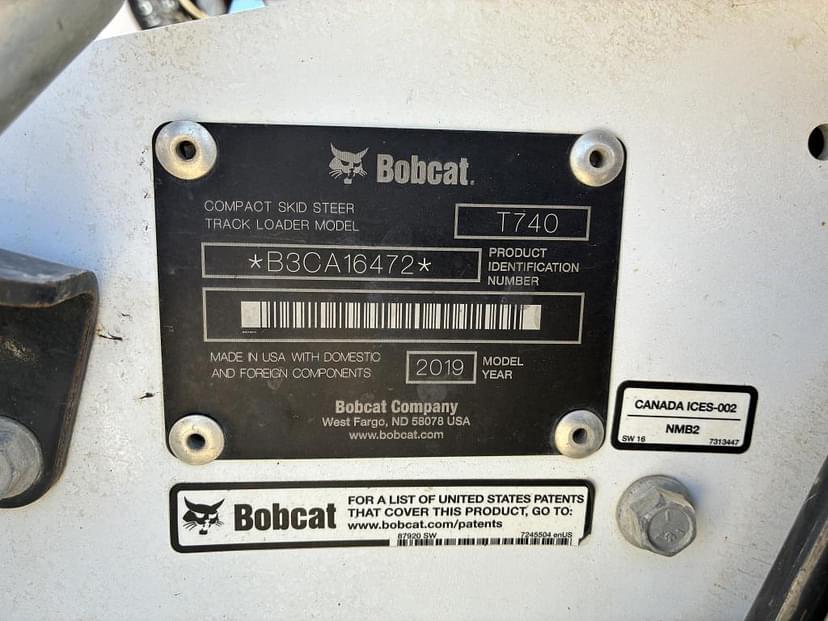 Bobcat.
COMPACT SKID STEER
TRACK LOADER MODEL
T740
*B3CA16472*
PRODUCT
IDENTIFICATION
NUMBER
MADE IN USA WITH DOMESTIC
AND FOREIGN COMPONENTS
2019
MODEL
YEAR
Bobcat Company
West Fargo, ND 58078 USA
www.bobcat.com
CANADA ICES-002
NMB2
SW 16 7313447
Bobcat
FOR A LIST OF UNITED STATES PATENTS
THAT COVER THIS PRODUCT, GO TO:
www.bobcat.com/patents
87920 SW 7245504 enUS